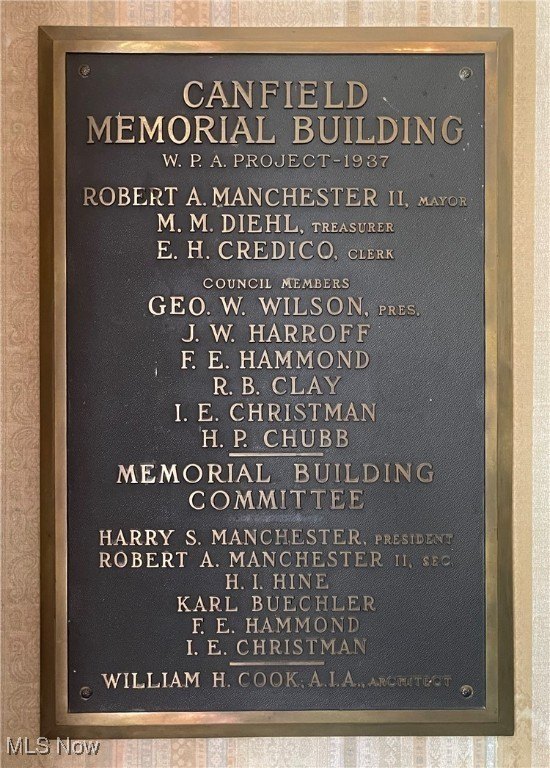 CANFIELD
MEMORIAL BUILDING
W. P. A. PROJECT-1937
ROBERT A. MANCHESTER II, MAYOR
M. M. DIEHL, TREASURER
E. H. CREDICO, CLERK
COUNCIL MEMBERS
GEO. W. WILSON, PRES.
J. W. HARROFF
F. E. HAMMOND
R. B. CLAY
I. E. CHRISTMAN
H. P. CHUBB
MEMORIAL BUILDING
COMMITTEE
HARRY S. MANCHESTER, PRESIDENT
ROBERT A. MANCHESTER II, SEC.
H. I. HINE
KARL BUECHLER
F. E. HAMMOND
I. E. CHRISTMAN
WILLIAM H. COOK, A.I.A., ARCHITECT
MLS Now